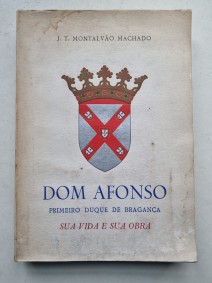 J. T. MONTALVÃO MACHADO
DOM AFONSO
PRIMEIRO DUQUE DE BRAGANÇA
SUA VIDA E SUA OBRA